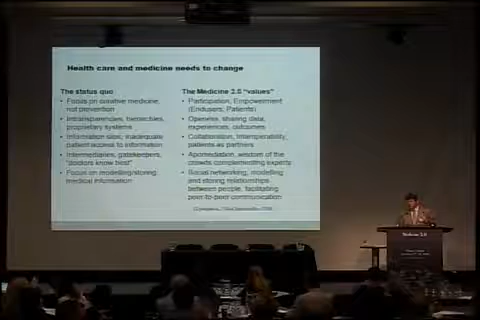 Health care and medicine needs to change
The status quo
• Focus on curative medicine,
not prevention
• Intransparencies, hierarchies,
proprietary systems
• Information silos, inadequate
patient access to information
• Intermediaries, gatekeepers,
"doctors know best"
• Focus on modelling/storing
medical information
The Medicine 2.0 "values"
• Participation, Empowerment
(Endusers, Patients)
• Openness, sharing data,
experiences, outcomes
• Collaboration, Interoperability,
patients as partners
• Apomediation, wisdom of the
crowds complementing experts
• Social networking, modelling
and storing relationships
between people, facilitating
peer-to-peer communication
Medicine 2.0